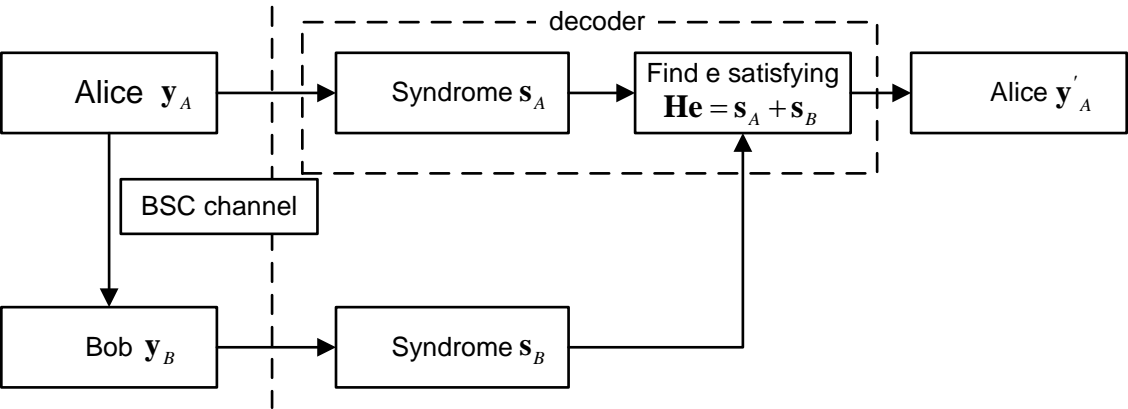 decoder
Alice y_A
Syndrome s_A
Find e satisfying
He = s_A + s_B
Alice y'_A
BSC channel
Bob y_B
Syndrome s_B